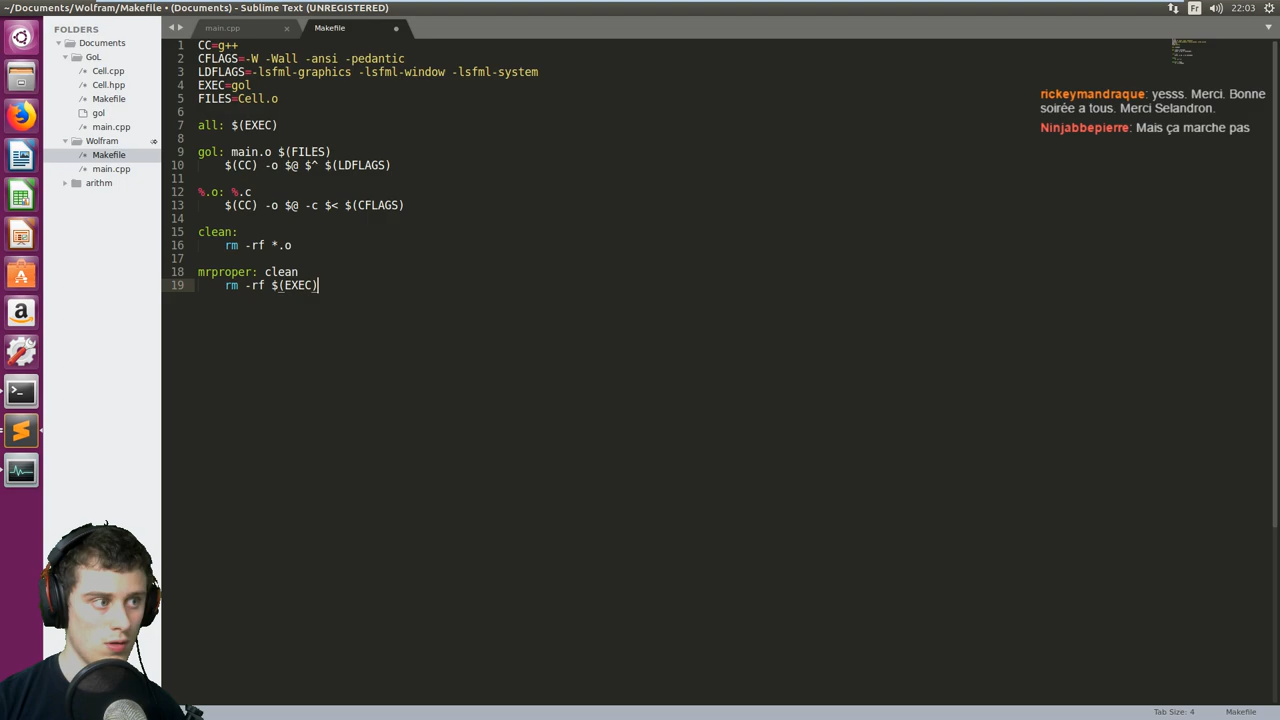 ~/Documents/Wolfram/Makefile • (Documents) - Sublime Text (UNREGISTERED)
Fr
22:03
FOLDERS
Documents
GoL
Cell.cpp
Cell.hpp
Makefile
gol
main.cpp
Wolfram
Makefile
main.cpp
arithm
main.cpp
Makefile
1 CC=g++
2 CFLAGS=-W -Wall -ansi -pedantic
3 LDFLAGS=-lsfml-graphics -lsfml-window -lsfml-system
4 EXEC=gol
5 FILES=Cell.o
6
7 all: $(EXEC)
8
9 gol: main.o $(FILES)
10 $(CC) -o $@ $^ $(LDFLAGS)
11
12 %.o: %.c
13 $(CC) -o $@ -c $< $(CFLAGS)
14
15 clean:
16 rm -rf *.o
17
18 mrproper: clean
19 rm -rf $(EXEC)
rickeymandraque: yesss. Merci. Bonne
soirée a tous. Merci Selandron.
Ninjabbepierre: Mais ça marche pas
Tab Size: 4
Makefile